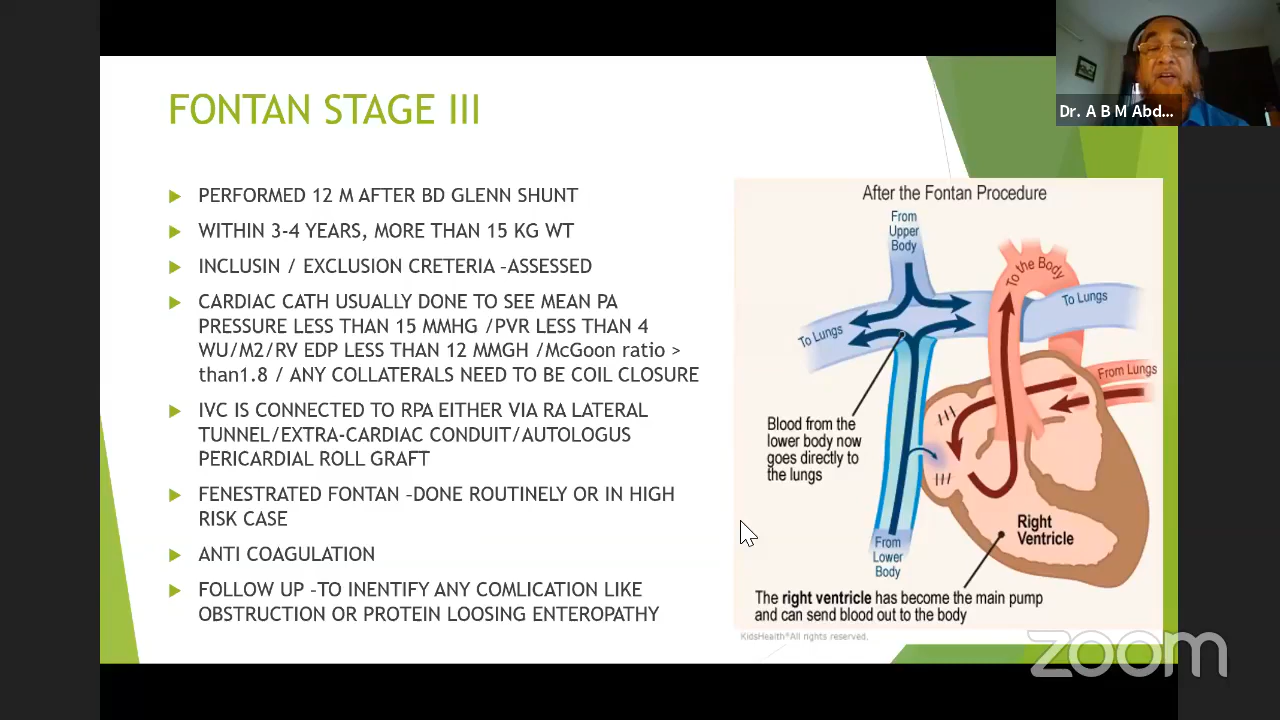 Dr. A B M Abd...
FONTAN STAGE III
PERFORMED 12 M AFTER BD GLENN SHUNT
WITHIN 3-4 YEARS, MORE THAN 15 KG WT
INCLUSIN / EXCLUSION CRETERIA –ASSESSED
CARDIAC CATH USUALLY DONE TO SEE MEAN PA
PRESSURE LESS THAN 15 MMHG /PVR LESS THAN 4
WU/M2/RV EDP LESS THAN 12 MMGH /McGoon ratio >
than1.8 / ANY COLLATERALS NEED TO BE COIL CLOSURE
IVC IS CONNECTED TO RPA EITHER VIA RA LATERAL
TUNNEL/EXTRA-CARDIAC CONDUIT/AUTOLOGUS
PERICARDIAL ROLL GRAFT
FENESTRATED FONTAN –DONE ROUTINELY OR IN HIGH
RISK CASE
ANTI COAGULATION
FOLLOW UP –TO INENTIFY ANY COMLICATION LIKE
OBSTRUCTION OR PROTEIN LOOSING ENTEROPATHY
After the Fontan Procedure
From
Upper
Body
To the Body
To Lungs
To Lungs
From Lungs
Blood from the
lower body now
goes directly to
the lungs
Right
Ventricle
From
Lower
Body
The right ventricle has become the main pump
and can send blood out to the body
KidsHealth® All rights reserved.
zoom